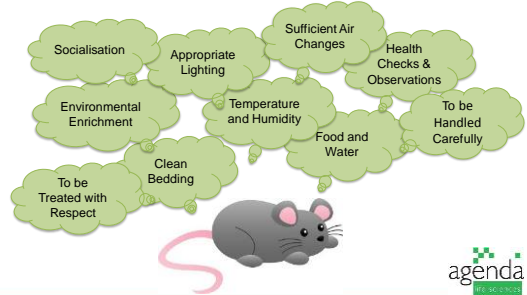 Socialisation
Appropriate
Lighting
Sufficient Air
Changes
Health
Checks &
Observations
Environmental
Enrichment
Temperature
and Humidity
Food and
Water
To be
Handled
Carefully
Clean
Bedding
To be
Treated with
Respect
agenda
life sciences